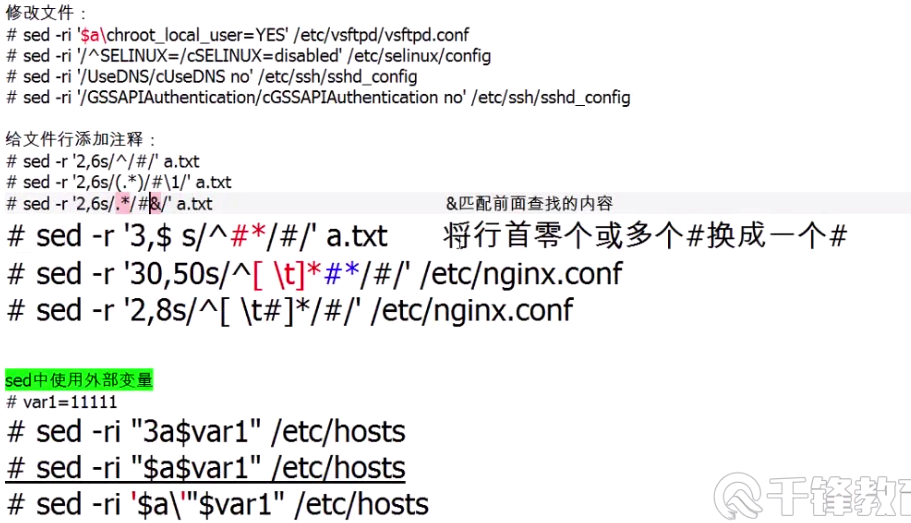 修改文件：
# sed -ri '$a\chroot_local_user=YES' /etc/vsftpd/vsftpd.conf
# sed -ri '/^SELINUX=/cSELINUX=disabled' /etc/selinux/config
# sed -ri '/UseDNS/cUseDNS no' /etc/ssh/sshd_config
# sed -ri '/GSSAPIAuthentication/cGSSAPIAuthentication no' /etc/ssh/sshd_config
给文件行添加注释：
# sed -r '2,6s/^/#/' a.txt
# sed -r '2,6s/(.*)/#\1/' a.txt
# sed -r '2,6s/.*/#&/' a.txt &匹配前面查找的内容
# sed -r '3,$ s/^#*/#/' a.txt 将行首零个或多个#换成一个#
# sed -r '30,50s/^[ \t]*#*/#/' /etc/nginx.conf
# sed -r '2,8s/^[ \t#]*/#/' /etc/nginx.conf
sed中使用外部变量
# var1=11111
# sed -ri "3a$var1" /etc/hosts
# sed -ri "$a$var1" /etc/hosts
# sed -ri '$a\'"$var1" /etc/hosts
千锋教育